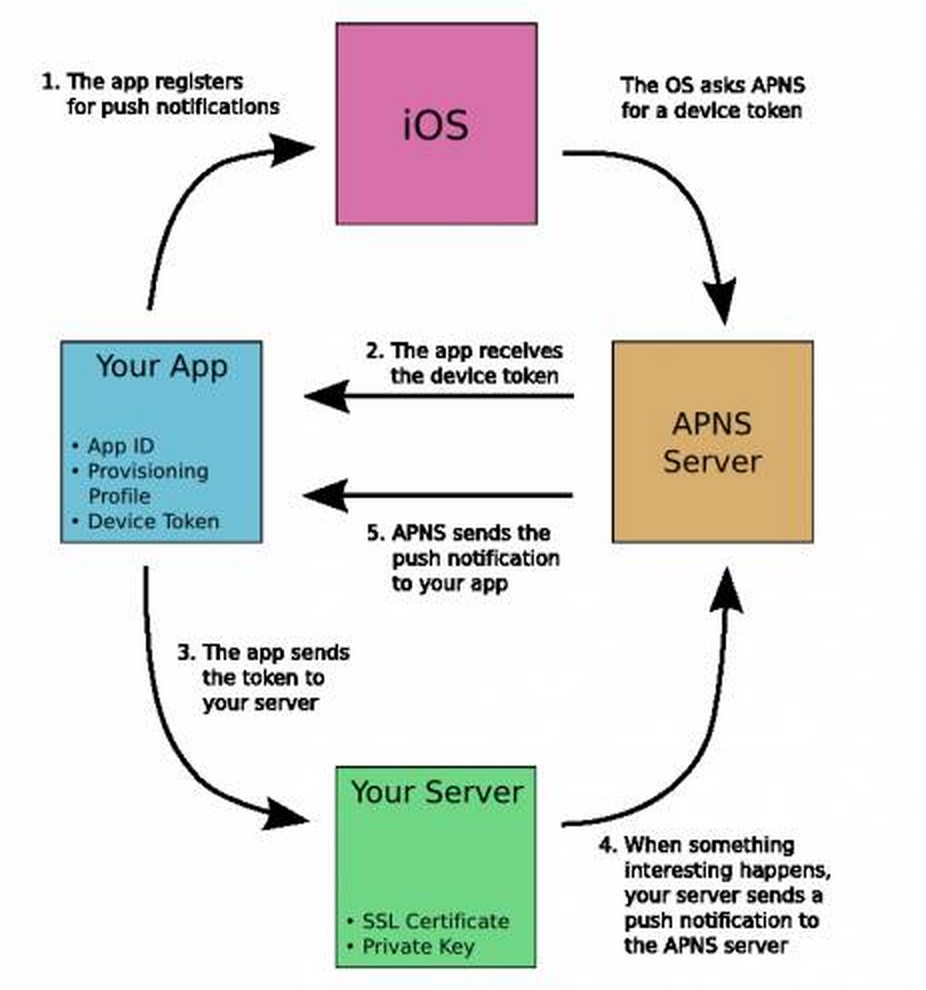 iOS
1. The app registers
for push notifications
The OS asks APNS
for a device token
Your App
• App ID
• Provisioning
Profile
• Device Token
2. The app receives
the device token
APNS
Server
5. APNS sends the
push notification
to your app
3. The app sends
the token to
your server
Your Server
• SSL Certificate
• Private Key
4. When something
interesting happens,
your server sends a
push notification to
the APNS server